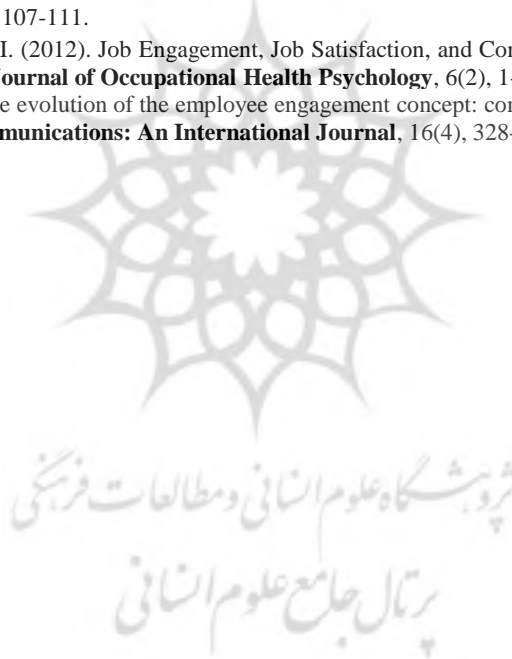 107-111.
I. (2012). Job Engagement, Job Satisfaction, and Con
Journal of Occupational Health Psychology, 6(2), 1-
e evolution of the employee engagement concept: con
munications: An International Journal, 16(4), 328-
پژوهشگاه علوم انسانی و مطالعات فرهنگی
پرتال جامع علوم انسانی